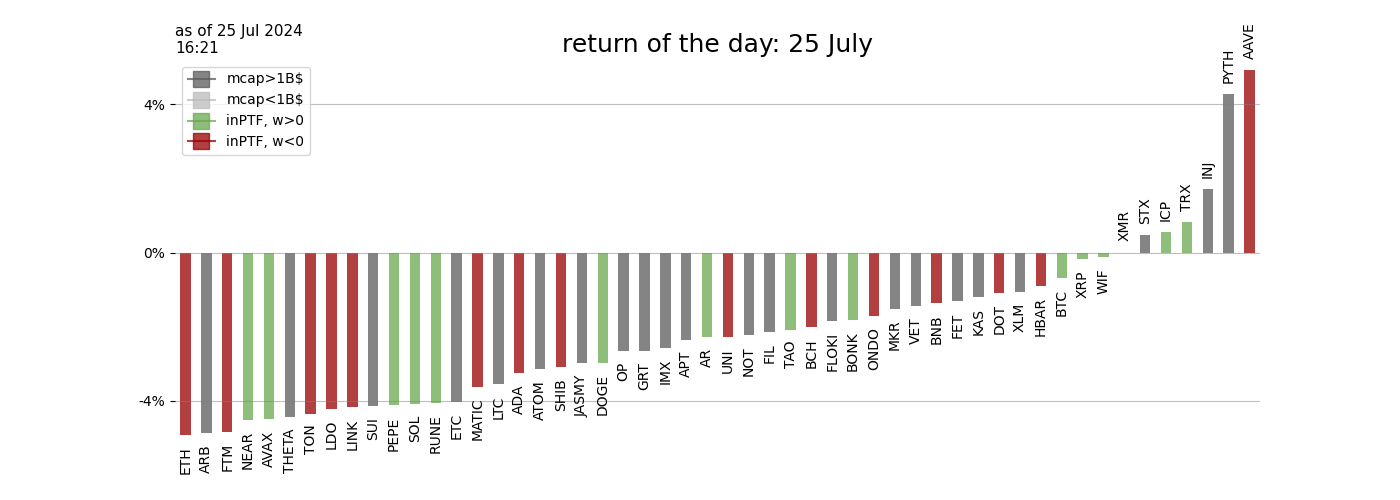 as of 25 Jul 2024
16:21
return of the day: 25 July
mcap>1B$
mcap<1B$
inPTF, w>0
inPTF, w<0
4%
0%
-4%
ETH
ARB
FTM
NEAR
AVAX
THETA
TON
LDO
LINK
SUI
PEPE
SOL
RUNE
ETC
MATIC
LTC
ADA
ATOM
SHIB
JASMY
DOGE
OP
GRT
IMX
APT
AR
UNI
NOT
FIL
TAO
BCH
FLOKI
BONK
ONDO
MKR
VET
BNB
FET
KAS
DOT
XLM
HBAR
BTC
XRP
WIF
XMR
STX
ICP
TRX
INJ
PYTH
AAVE